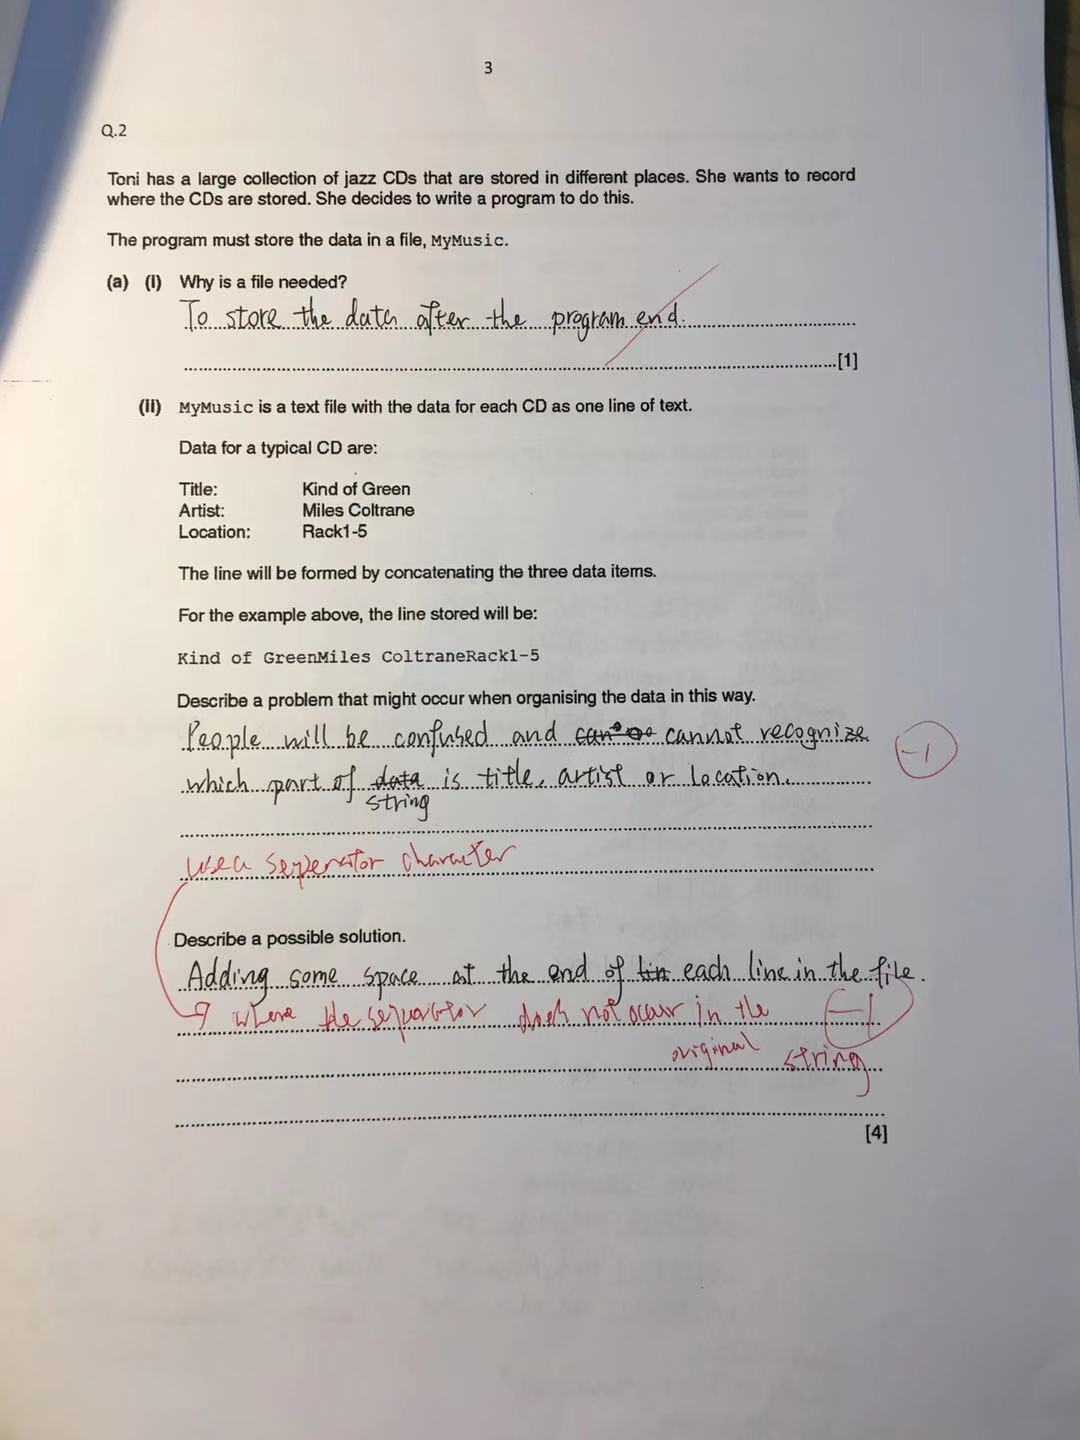 3
Q.2
Toni has a large collection of jazz CDs that are stored in different places. She wants to record
where the CDs are stored. She decides to write a program to do this.
The program must store the data in a file, MyMusic.
(a) (i) Why is a file needed?
To store the data after the program end.
[1]
(ii) MyMusic is a text file with the data for each CD as one line of text.
Data for a typical CD are:
Title: Kind of Green
Artist: Miles Coltrane
Location: Rack1-5
The line will be formed by concatenating the three data items.
For the example above, the line stored will be:
Kind of GreenMiles ColtraneRack1-5
Describe a problem that might occur when organising the data in this way.
People will be confused and cannot recognize
-1
which part of data is title, artist or location.
string
use a seperator character
Describe a possible solution.
Adding some space at the end of lin each line in the file.
where the separator does not occur in the
-1
original string
[4]